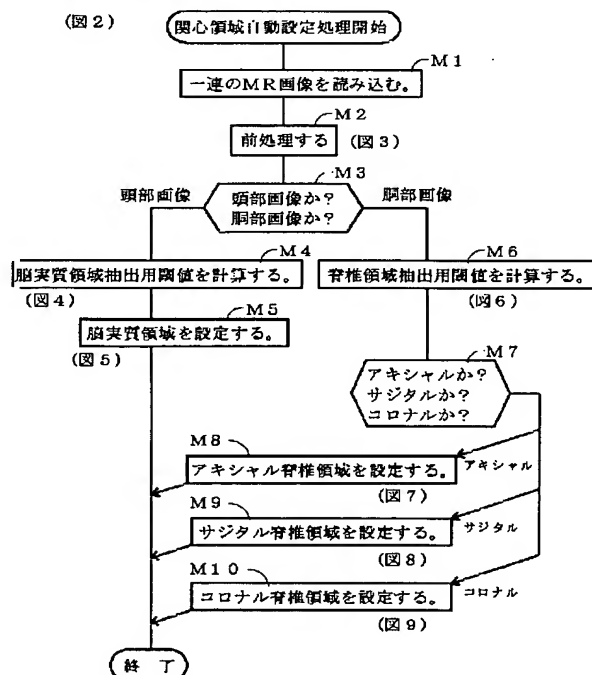 (図2)
関心領域自動設定処理開始
M1
一連のMR画像を読み込む。
M2
前処理する
(図3)
M3
頭部画像
頭部画像か?
胴部画像か?
胴部画像
M4
脳実質領域抽出用閾値を計算する。
(図4)
M6
脊椎領域抽出用閾値を計算する。
(図6)
M5
脳実質領域を設定する。
(図5)
M7
アキシャルか?
サジタルか?
コロナルか?
M8
アキシャル脊椎領域を設定する。
アキシャル
(図7)
M9
サジタル脊椎領域を設定する。
サジタル
(図8)
M10
コロナル脊椎領域を設定する。
コロナル
(図9)
終 了